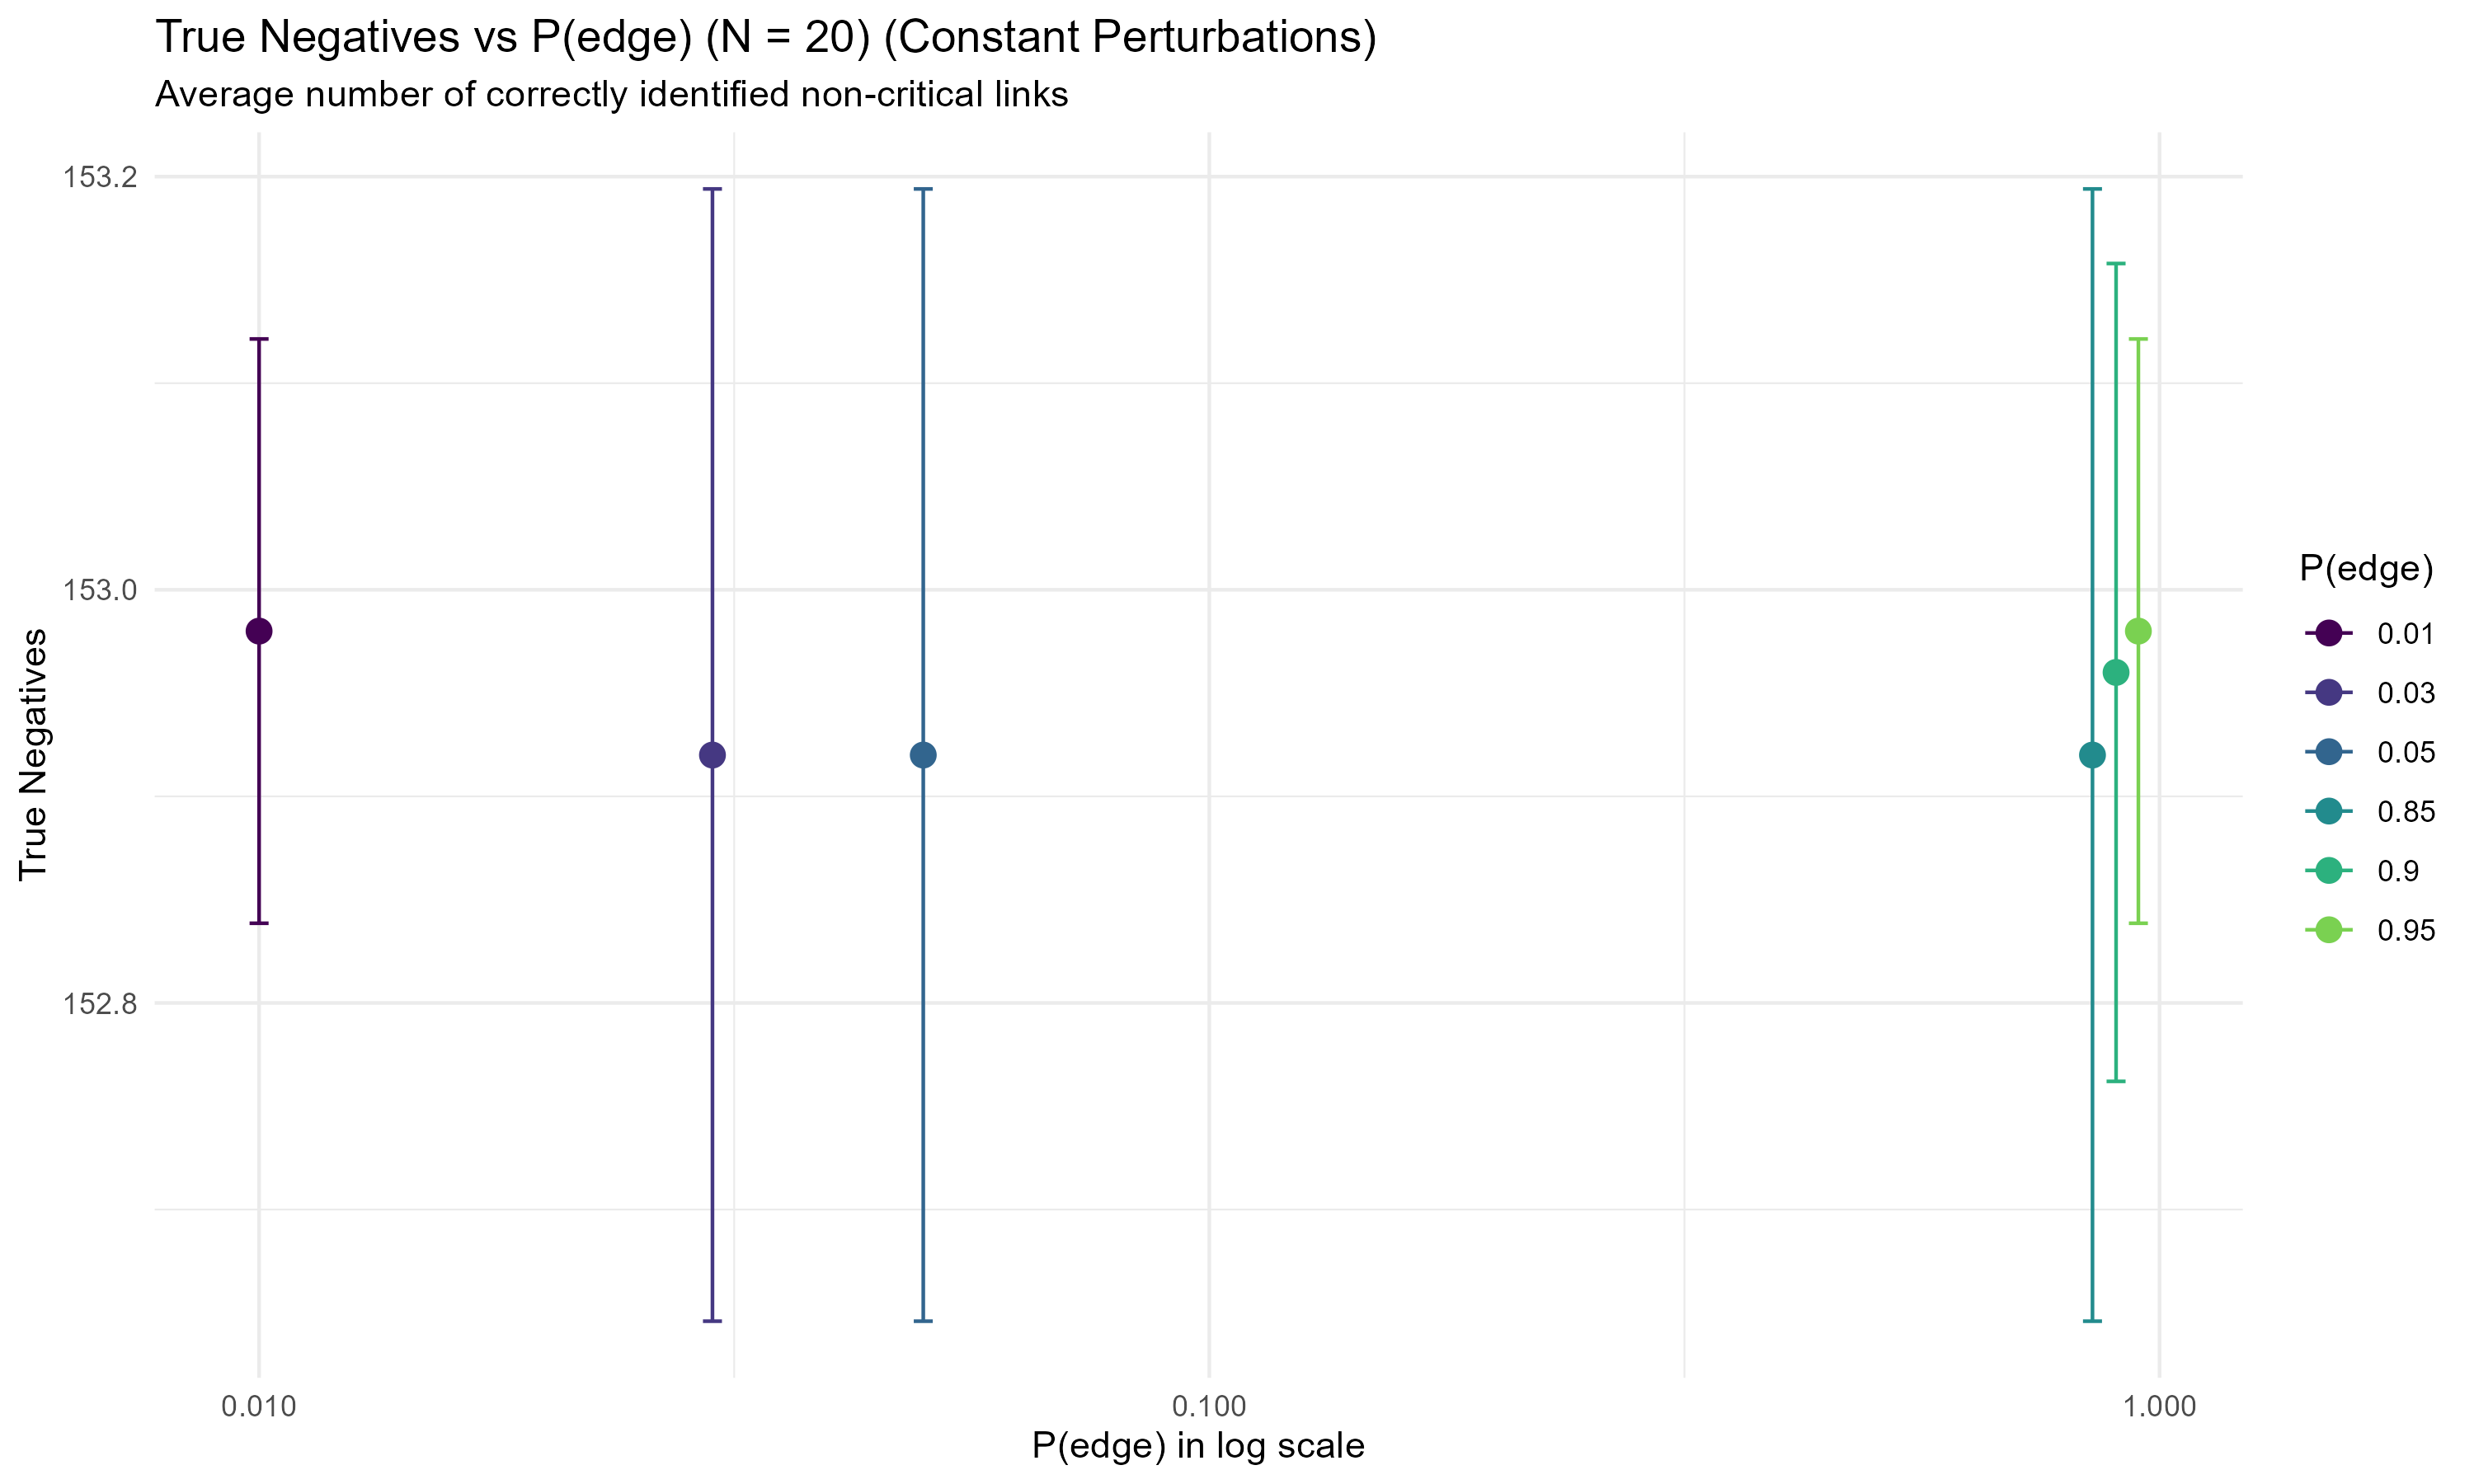 True Negatives vs P(edge) (N = 20) (Constant Perturbations)
Average number of correctly identified non-critical links
True Negatives
153.2
153.0
152.8
0.010
0.100
1.000
P(edge) in log scale
P(edge)
0.01
0.03
0.05
0.85
0.9
0.95